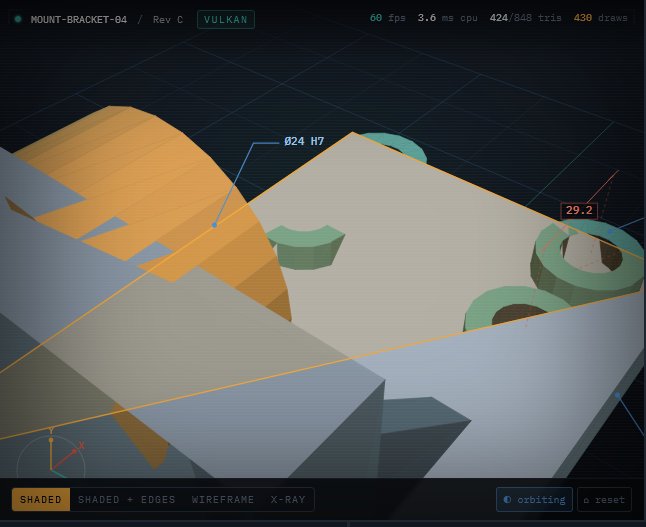 MOUNT-BRACKET-04 / Rev C VULKAN 60 fps 3.6 ms cpu 424/848 tris 430 draws
Ø24 H7
29.2
Y
X
SHADED SHADED + EDGES WIREFRAME X-RAY orbiting reset